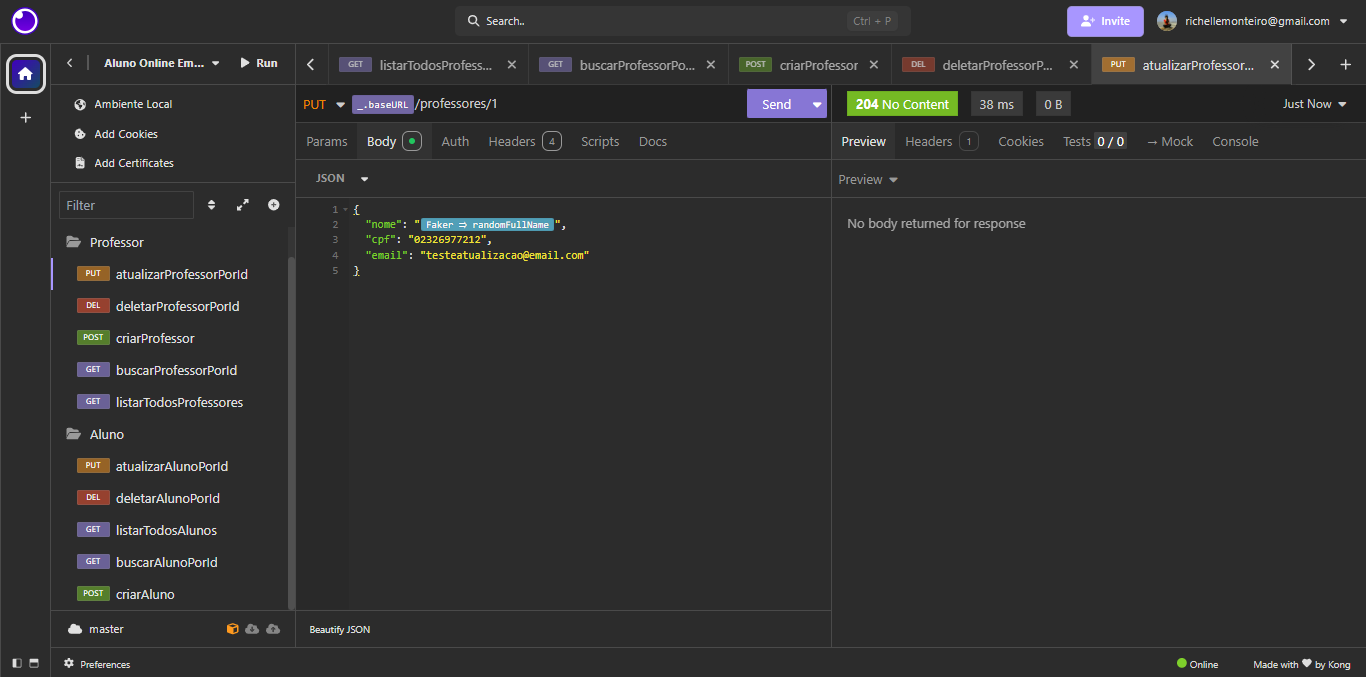 Search..
Ctrl + P
Invite
richellemonteiro@gmail.com
Aluno Online Em...
Run
GET listarTodosProfess...
GET buscarProfessorPo...
POST criarProfessor
DEL deletarProfessorP...
PUT atualizarProfessor...
Ambiente Local
Add Cookies
Add Certificates
Filter
Professor
PUT atualizarProfessorPorId
DEL deletarProfessorPorId
POST criarProfessor
GET buscarProfessorPorId
GET listarTodosProfessores
Aluno
PUT atualizarAlunoPorId
DEL deletarAlunoPorId
GET listarTodosAlunos
GET buscarAlunoPorId
POST criarAluno
master
Preferences
PUT _.baseURL /professores/1
Send
Params Body Auth Headers 4 Scripts Docs
JSON
1 {
2 "nome": " Faker ⇒ randomFullName ",
3 "cpf": "02326977212",
4 "email": "testeatualizacao@email.com"
5 }
Beautify JSON
204 No Content 38 ms 0 B
Just Now
Preview Headers 1 Cookies Tests 0 / 0 → Mock Console
Preview
No body returned for response
Online
Made with ♥ by Kong